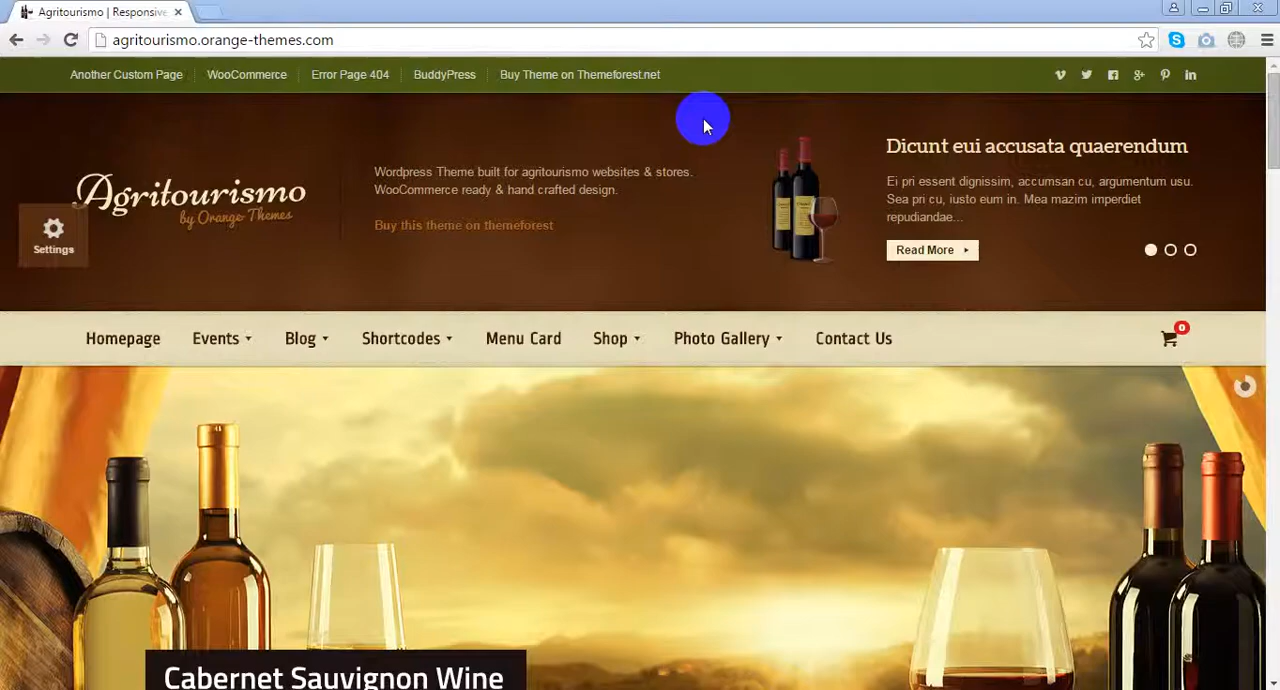 Agritourismo | Responsive
agritourismo.orange-themes.com
Another Custom Page WooCommerce Error Page 404 BuddyPress Buy Theme on Themeforest.net
Agritourismo
by Orange Themes
Settings
Wordpress Theme built for agritourismo websites & stores.
WooCommerce ready & hand crafted design.
Buy this theme on themeforest
Dicunt eui accusata quaerendum
Ei pri essent dignissim, accumsan cu, argumentum usu.
Sea pri cu, iusto eum in. Mea mazim imperdiet
repudiandae...
Read More
Homepage Events Blog Shortcodes Menu Card Shop Photo Gallery Contact Us 0
Cabernet Sauvignon Wine